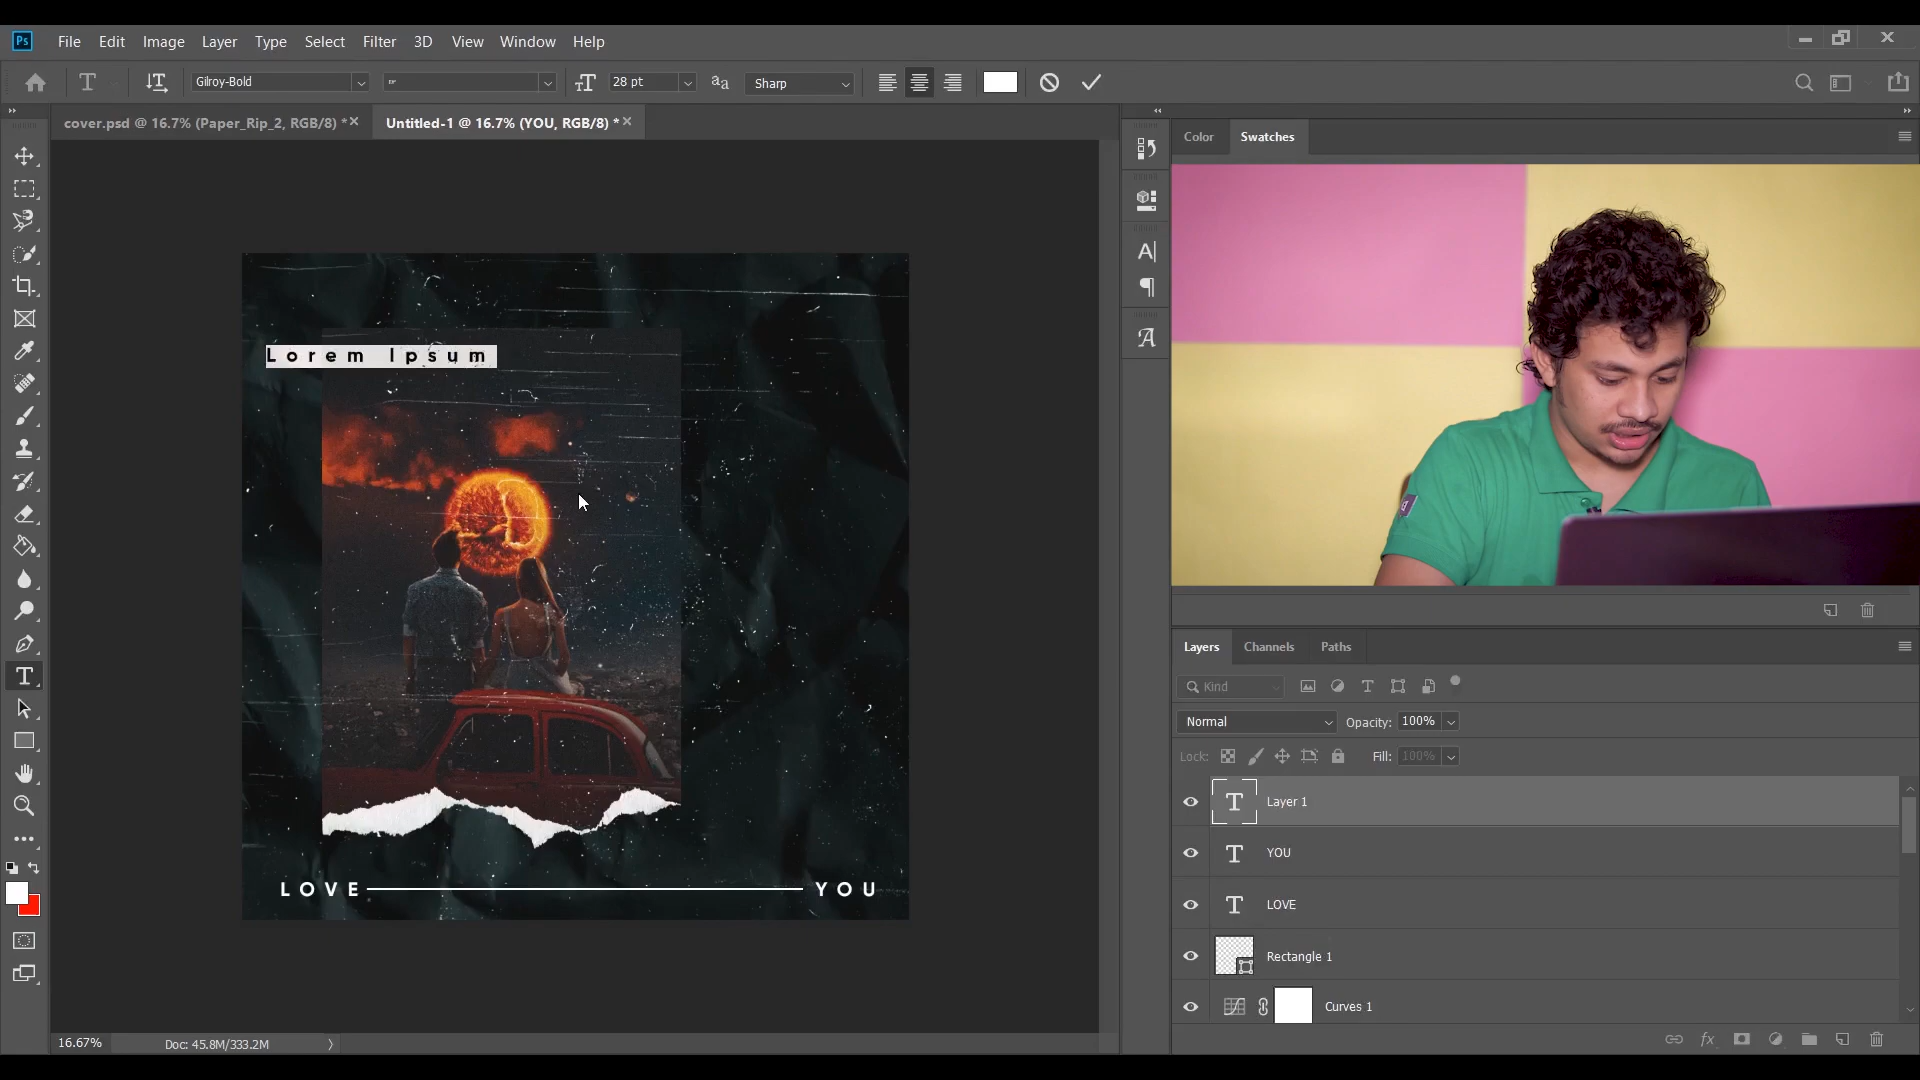 Ps File Edit Image Layer Type Select Filter 3D View Window Help
T Gilroy-Bold 28 pt aa Sharp
cover.psd @ 16.7% (Paper_Rip_2, RGB/8) * × Untitled-1 @ 16.7% (YOU, RGB/8) * ×
Color Swatches
Lorem Ipsum
LOVE YOU
Layers Channels Paths
Kind
Normal Opacity: 100%
Lock: Fill: 100%
T Layer 1
T YOU
T LOVE
Rectangle 1
Curves 1
fx
16.67% Doc: 45.8M/333.2M